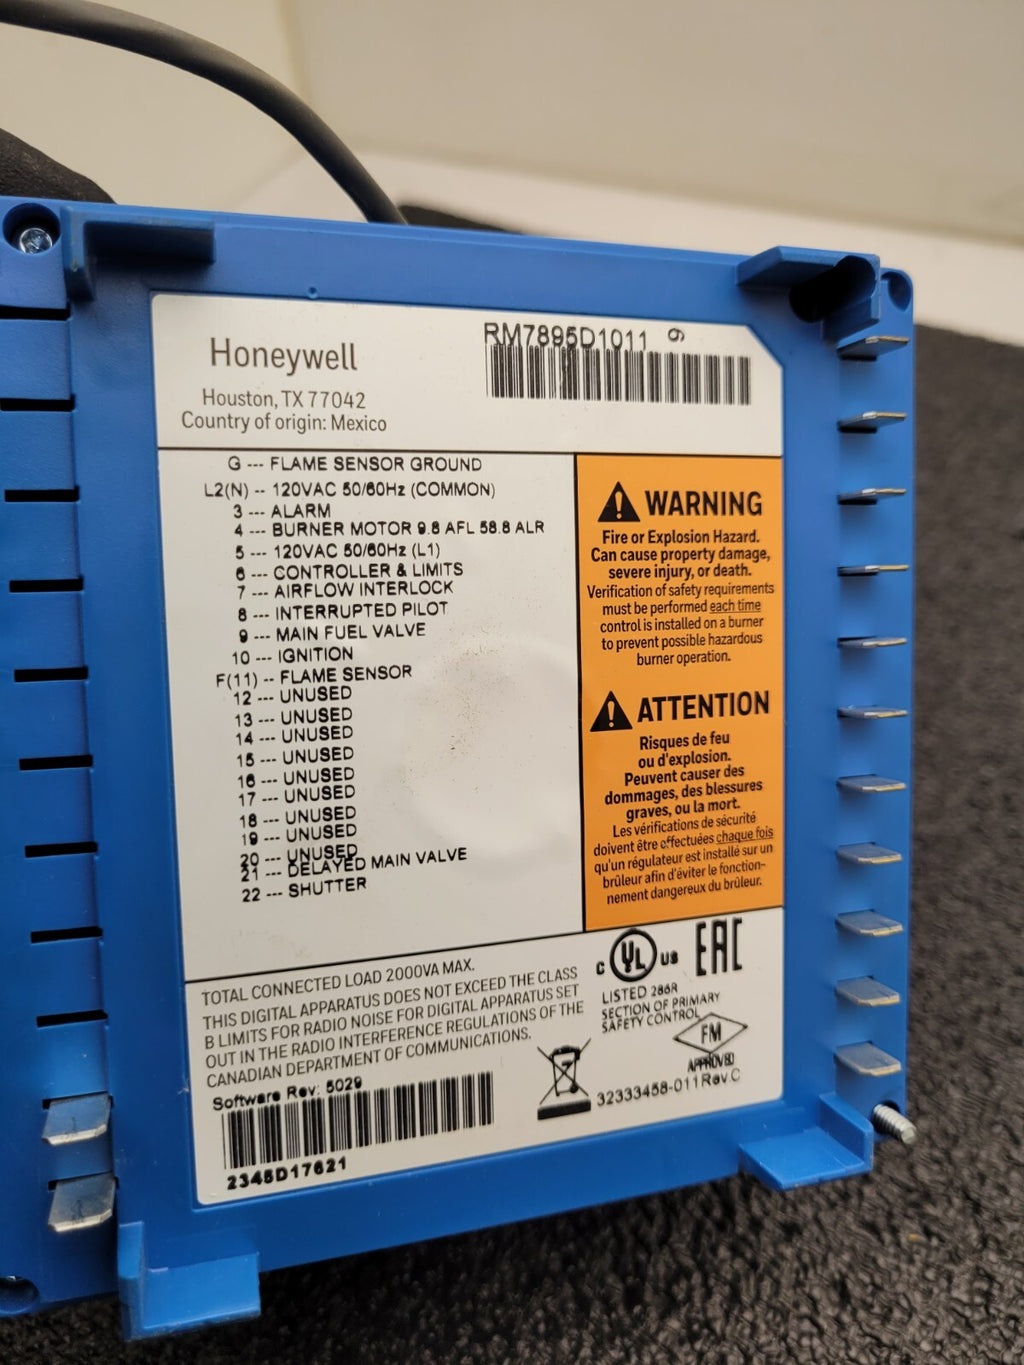 Honeywell
Houston, TX 77042
Country of origin: Mexico
RM7895D1011 9
G --- FLAME SENSOR GROUND
L2(N) -- 120VAC 50/60Hz (COMMON)
3 --- ALARM
4 --- BURNER MOTOR 9.8 AFL 58.8 ALR
5 --- 120VAC 50/60Hz (L1)
6 --- CONTROLLER & LIMITS
7 --- AIRFLOW INTERLOCK
8 --- INTERRUPTED PILOT
9 --- MAIN FUEL VALVE
10 --- IGNITION
F(11) -- FLAME SENSOR
12 --- UNUSED
13 --- UNUSED
14 --- UNUSED
15 --- UNUSED
16 --- UNUSED
17 --- UNUSED
18 --- UNUSED
19 --- UNUSED
20 --- UNUSED
21 --- DELAYED MAIN VALVE
22 --- SHUTTER
WARNING
Fire or Explosion Hazard.
Can cause property damage,
severe injury, or death.
Verification of safety requirements
must be performed each time
control is installed on a burner
to prevent possible hazardous
burner operation.
ATTENTION
Risques de feu
ou d'explosion.
Peuvent causer des
dommages, des blessures
graves, ou la mort.
Les vérifications de sécurité
doivent être effectuées chaque fois
qu'un régulateur est installé sur un
brûleur afin d'éviter le fonction-
nement dangereux du brûleur.
TOTAL CONNECTED LOAD 2000VA MAX.
THIS DIGITAL APPARATUS DOES NOT EXCEED THE CLASS
B LIMITS FOR RADIO NOISE FOR DIGITAL APPARATUS SET
OUT IN THE RADIO INTERFERENCE REGULATIONS OF THE
CANADIAN DEPARTMENT OF COMMUNICATIONS.
Software Rev: 5029
2345D17621
C UL US EAC
LISTED 286R
SECTION OF PRIMARY
SAFETY CONTROL
FM
APPROVED
32333458-011 Rev C